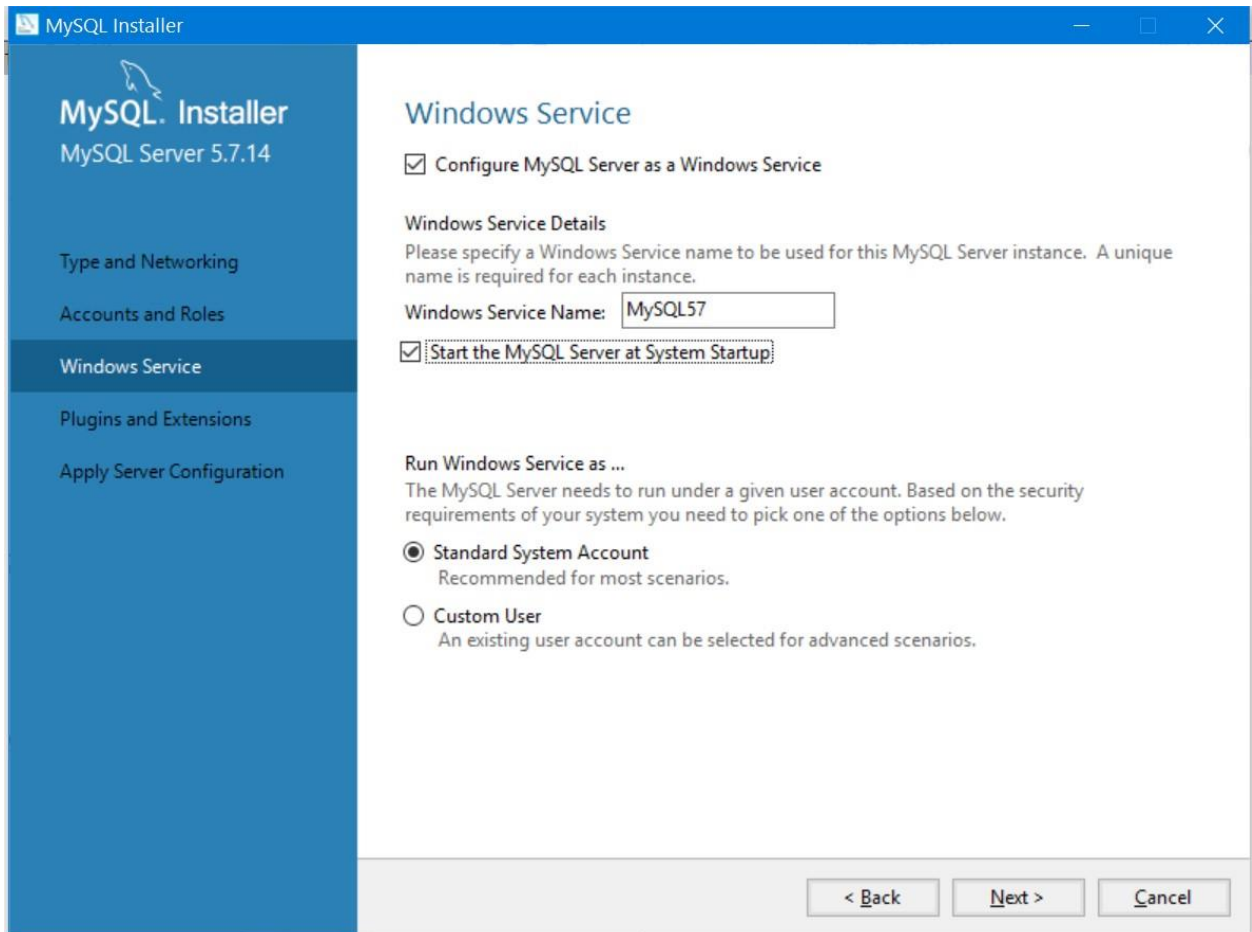 MySQL Installer
MySQL. Installer
MySQL Server 5.7.14
Type and Networking
Accounts and Roles
Windows Service
Plugins and Extensions
Apply Server Configuration
Windows Service
Configure MySQL Server as a Windows Service
Windows Service Details
Please specify a Windows Service name to be used for this MySQL Server instance. A unique
name is required for each instance.
Windows Service Name: MySQL57
Start the MySQL Server at System Startup
Run Windows Service as ...
The MySQL Server needs to run under a given user account. Based on the security
requirements of your system you need to pick one of the options below.
Standard System Account
Recommended for most scenarios.
Custom User
An existing user account can be selected for advanced scenarios.
< Back Next > Cancel